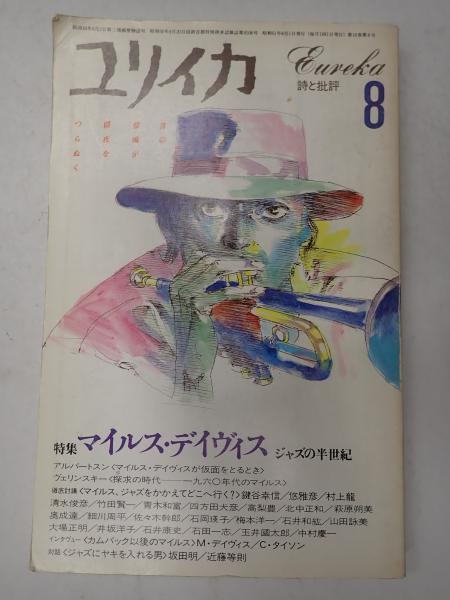 ユリイカ
Eureka
詩と批評
8
特集 マイルス・デイヴィス ジャズの半世紀
アルバートスン〈マイルス・デイヴィスが仮面をとるとき〉
ヴェリンスキー〈探求の時代――一九六〇年代のマイルス〉
徹底討議〈マイルス、ジャズをかかえてどこへ行く?〉鍵谷幸信/悠雅彦/村上龍
清水俊彦/竹田賢一/青木和富/四方田犬彦/高梨豊/北中正和/萩原朔美
奥成達/細川周平/佐々木幹郎/石岡瑛子/梅本洋一/石井和紘/山田詠美
大場正明/井坂洋子/石井康史/石田一志/玉井國太郎/中村慶一
インタヴュー〈カムバック以後のマイルス〉M・デイヴィス/C・タイソン
対話〈ジャズにヤキを入れる男〉坂田明/近藤等則